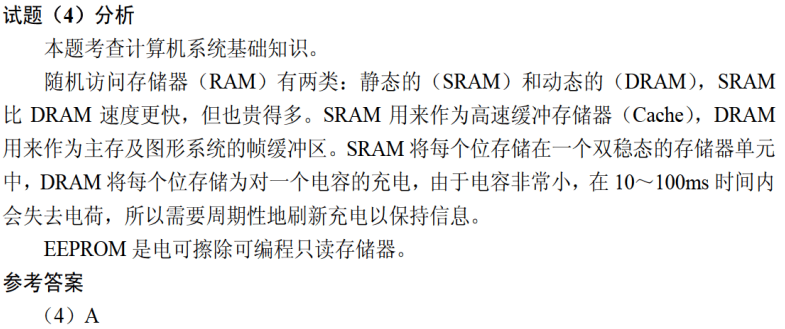 试题（4）分析
本题考查计算机系统基础知识。
随机访问存储器（RAM）有两类：静态的（SRAM）和动态的（DRAM），SRAM
比 DRAM 速度更快，但也贵得多。SRAM 用来作为高速缓冲存储器（Cache），DRAM
用来作为主存及图形系统的帧缓冲区。SRAM 将每个位存储在一个双稳态的存储器单元
中，DRAM 将每个位存储为对一个电容的充电，由于电容非常小，在 10～100ms 时间内
会失去电荷，所以需要周期性地刷新充电以保持信息。
EEPROM 是电可擦除可编程只读存储器。
参考答案
（4）A